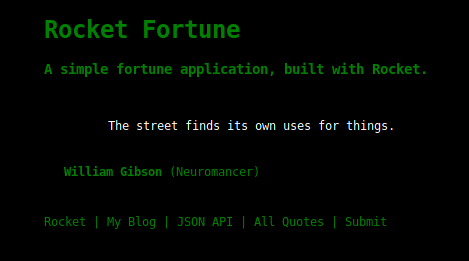 Rocket Fortune
A simple fortune application, built with Rocket.
The street finds its own uses for things.
William Gibson (Neuromancer)
Rocket | My Blog | JSON API | All Quotes | Submit